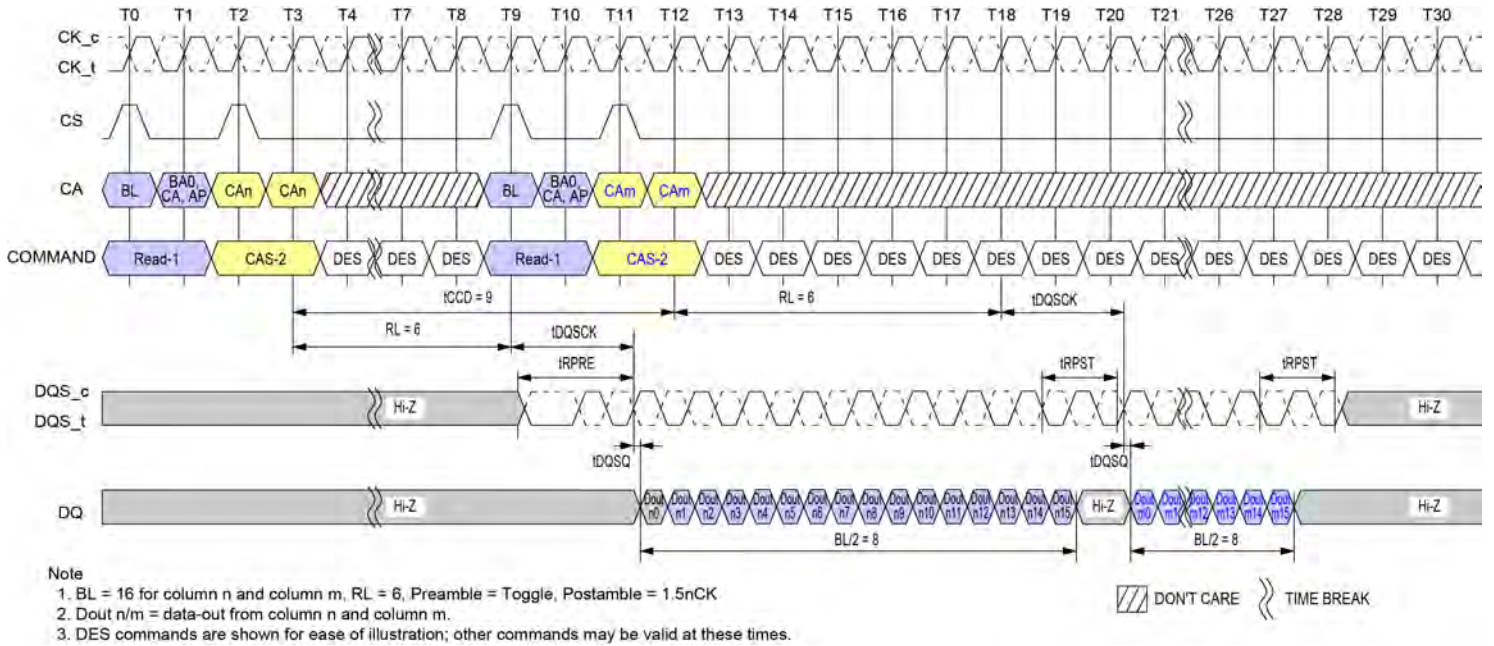 T0 T1 T2 T3 T4 T7 T8 T9 T10 T11 T12 T13 T14 T15 T16 T17 T18 T19 T20 T21 T26 T27 T28 T29 T30
CK_c
CK_t
CS
CA BL BA0, CA, AP CAn CAn BL BA0, CA, AP CAm CAm
COMMAND Read-1 CAS-2 DES DES DES Read-1 CAS-2 DES DES DES DES DES DES DES DES DES DES DES DES DES DES
tCCD = 9 RL = 6 tDQSCK
RL = 6 tDQSCK
tRPRE tRPST tRPST
DQS_c
DQS_t Hi-Z Hi-Z
tDQSQ tDQSQ
DQ Hi-Z Dout n0 Dout n1 Dout n2 Dout n3 Dout n4 Dout n5 Dout n6 Dout n7 Dout n8 Dout n9 Dout n10 Dout n11 Dout n12 Dout n13 Dout n14 Dout n15 Hi-Z Dout m0 Dout m1 Dout m12 Dout m13 Dout m14 Dout m15 Hi-Z
BL/2 = 8 BL/2 = 8
Note
1. BL = 16 for column n and column m, RL = 6, Preamble = Toggle, Postamble = 1.5nCK
2. Dout n/m = data-out from column n and column m.
3. DES commands are shown for ease of illustration; other commands may be valid at these times.
DON'T CARE TIME BREAK